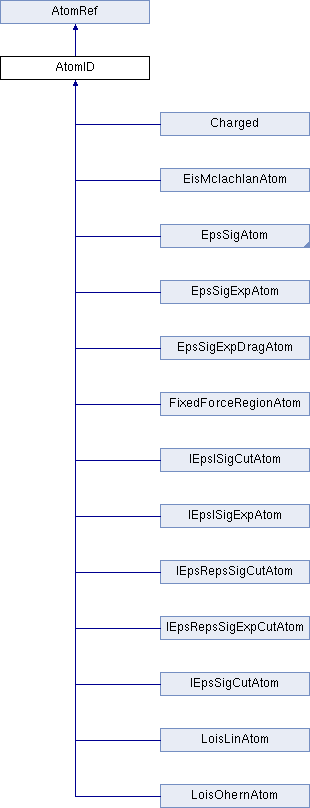 AtomRef
AtomID
Charged
EisMclachlanAtom
EpsSigAtom
EpsSigExpAtom
EpsSigExpDragAtom
FixedForceRegionAtom
IEpsISigCutAtom
IEpsISigExpAtom
IEpsRepsSigCutAtom
IEpsRepsSigExpCutAtom
IEpsSigCutAtom
LoisLinAtom
LoisOhernAtom